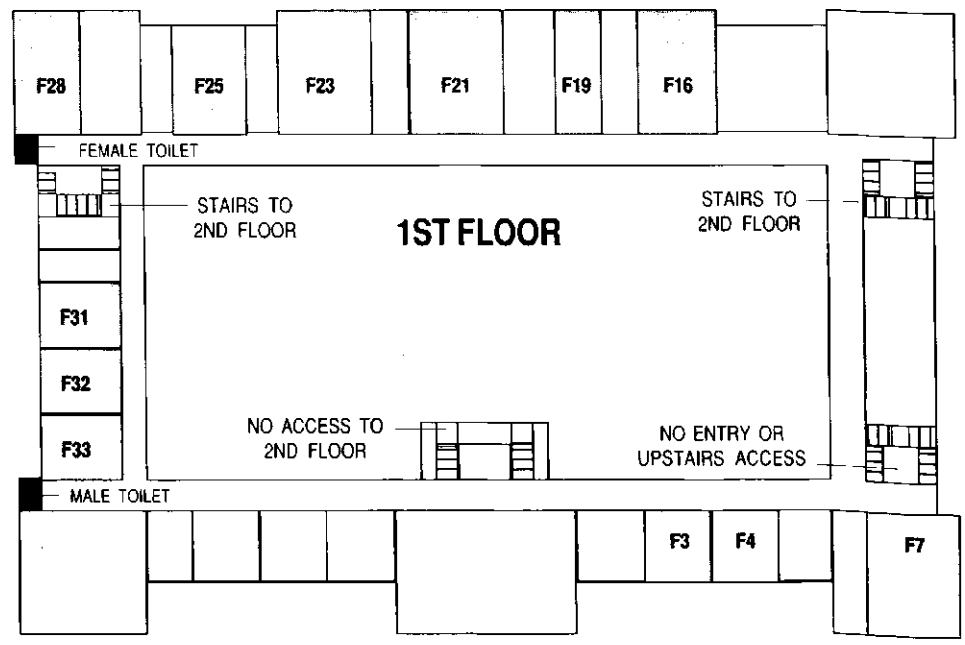 F28
F25
F23
F21
F19
F16
FEMALE TOILET
STAIRS TO
2ND FLOOR
1ST FLOOR
STAIRS TO
2ND FLOOR
F31
F32
F33
NO ACCESS TO
2ND FLOOR
NO ENTRY OR
UPSTAIRS ACCESS
MALE TOILET
F3
F4
F7